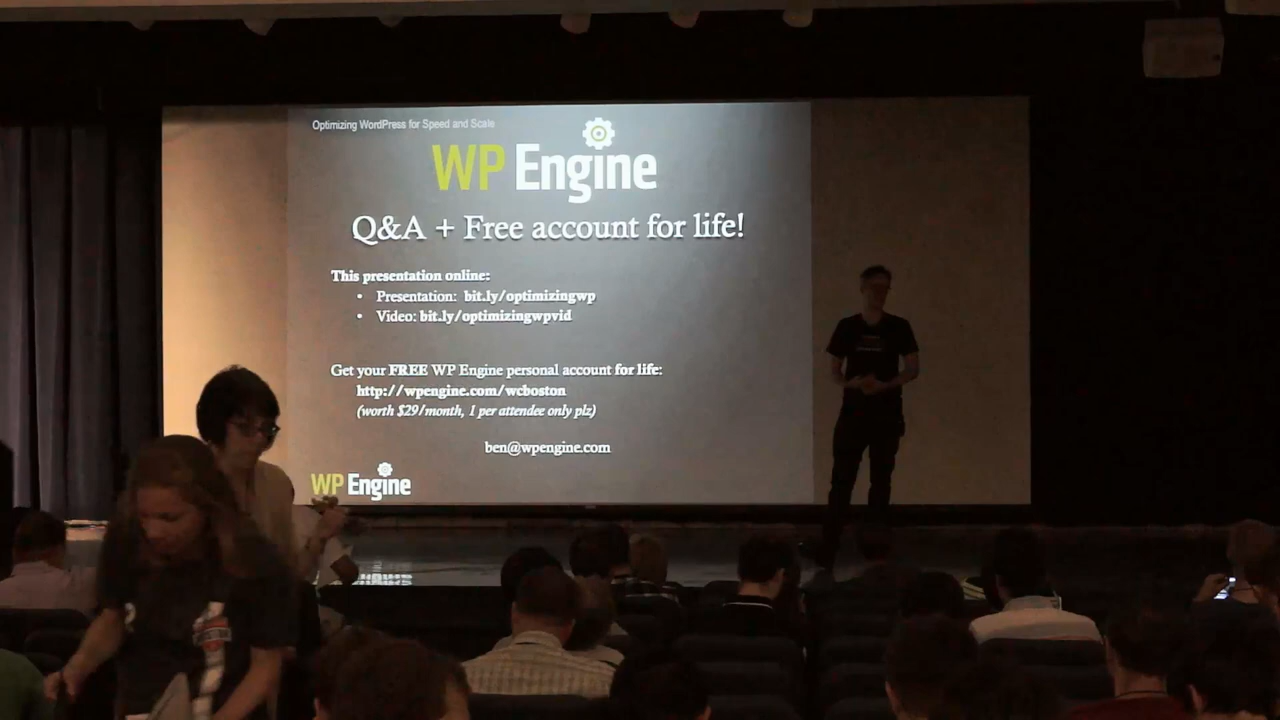 Optimizing WordPress for Speed and Scale
WP Engine
Q&A + Free account for life!
This presentation online:
• Presentation: bit.ly/optimizingwp
• Video: bit.ly/optimizingwpvid
Get your FREE WP Engine personal account for life:
http://wpengine.com/wcboston
(worth $29/month, 1 per attendee only plz)
ben@wpengine.com
WP Engine